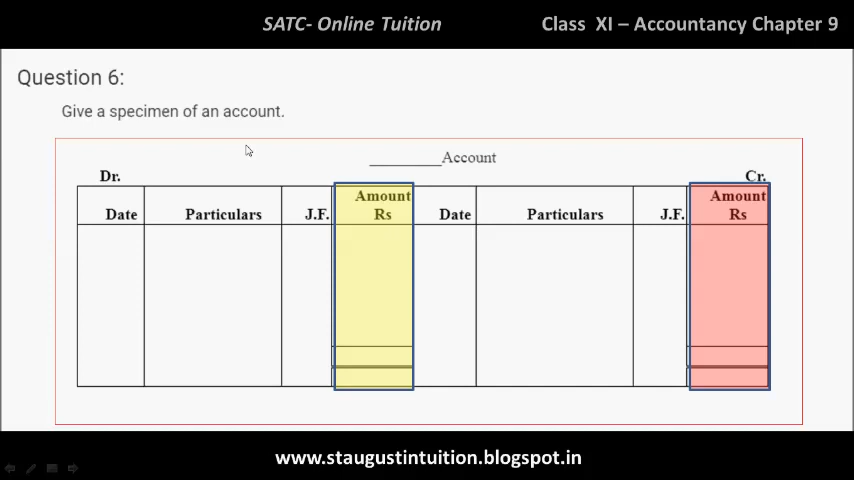 SATC- Online Tuition Class XI – Accountancy Chapter 9
Question 6:
Give a specimen of an account.
________Account
Dr. Cr.
Date Particulars J.F. Amount Rs Date Particulars J.F. Amount Rs
www.staugustintuition.blogspot.in